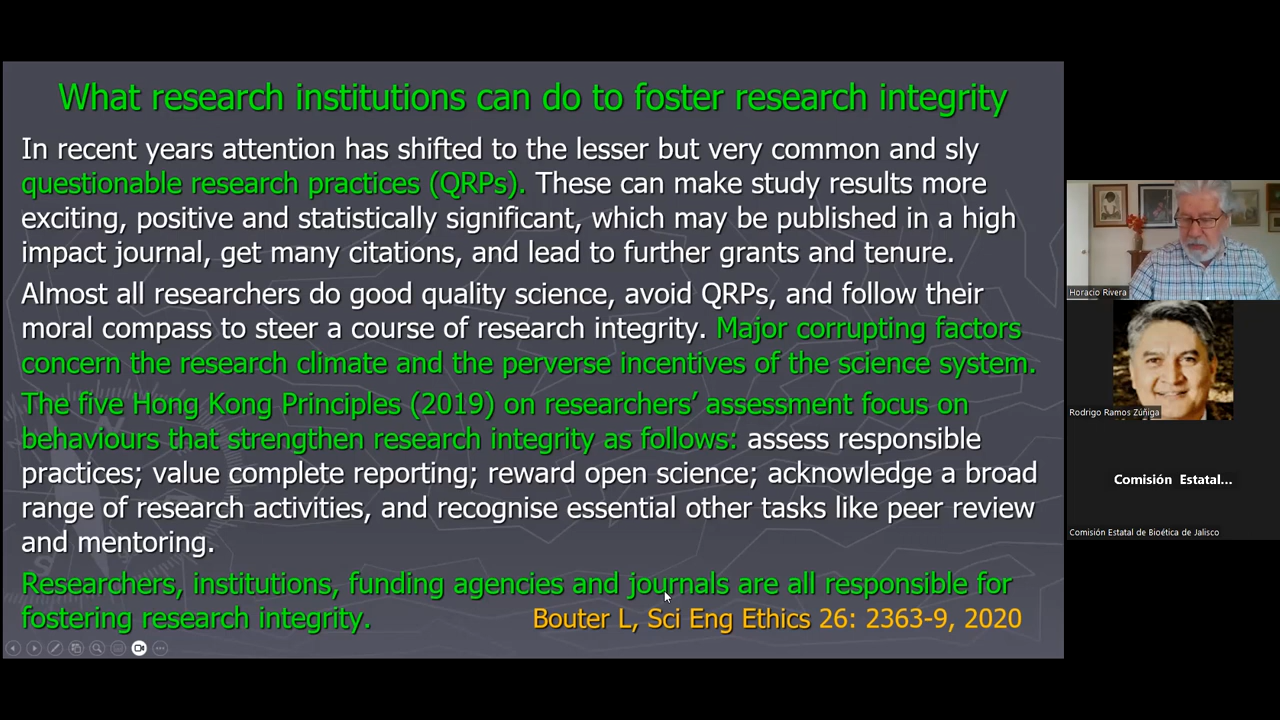 What research institutions can do to foster research integrity
In recent years attention has shifted to the lesser but very common and sly
questionable research practices (QRPs). These can make study results more
exciting, positive and statistically significant, which may be published in a high
impact journal, get many citations, and lead to further grants and tenure.
Almost all researchers do good quality science, avoid QRPs, and follow their
moral compass to steer a course of research integrity. Major corrupting factors
concern the research climate and the perverse incentives of the science system.
The five Hong Kong Principles (2019) on researchers’ assessment focus on
behaviours that strengthen research integrity as follows: assess responsible
practices; value complete reporting; reward open science; acknowledge a broad
range of research activities, and recognise essential other tasks like peer review
and mentoring.
Researchers, institutions, funding agencies and journals are all responsible for
fostering research integrity. Bouter L, Sci Eng Ethics 26: 2363-9, 2020
Horacio Rivera
Rodrigo Ramos Zúñiga
Comisión Estatal...
Comisión Estatal de Bioética de Jalisco